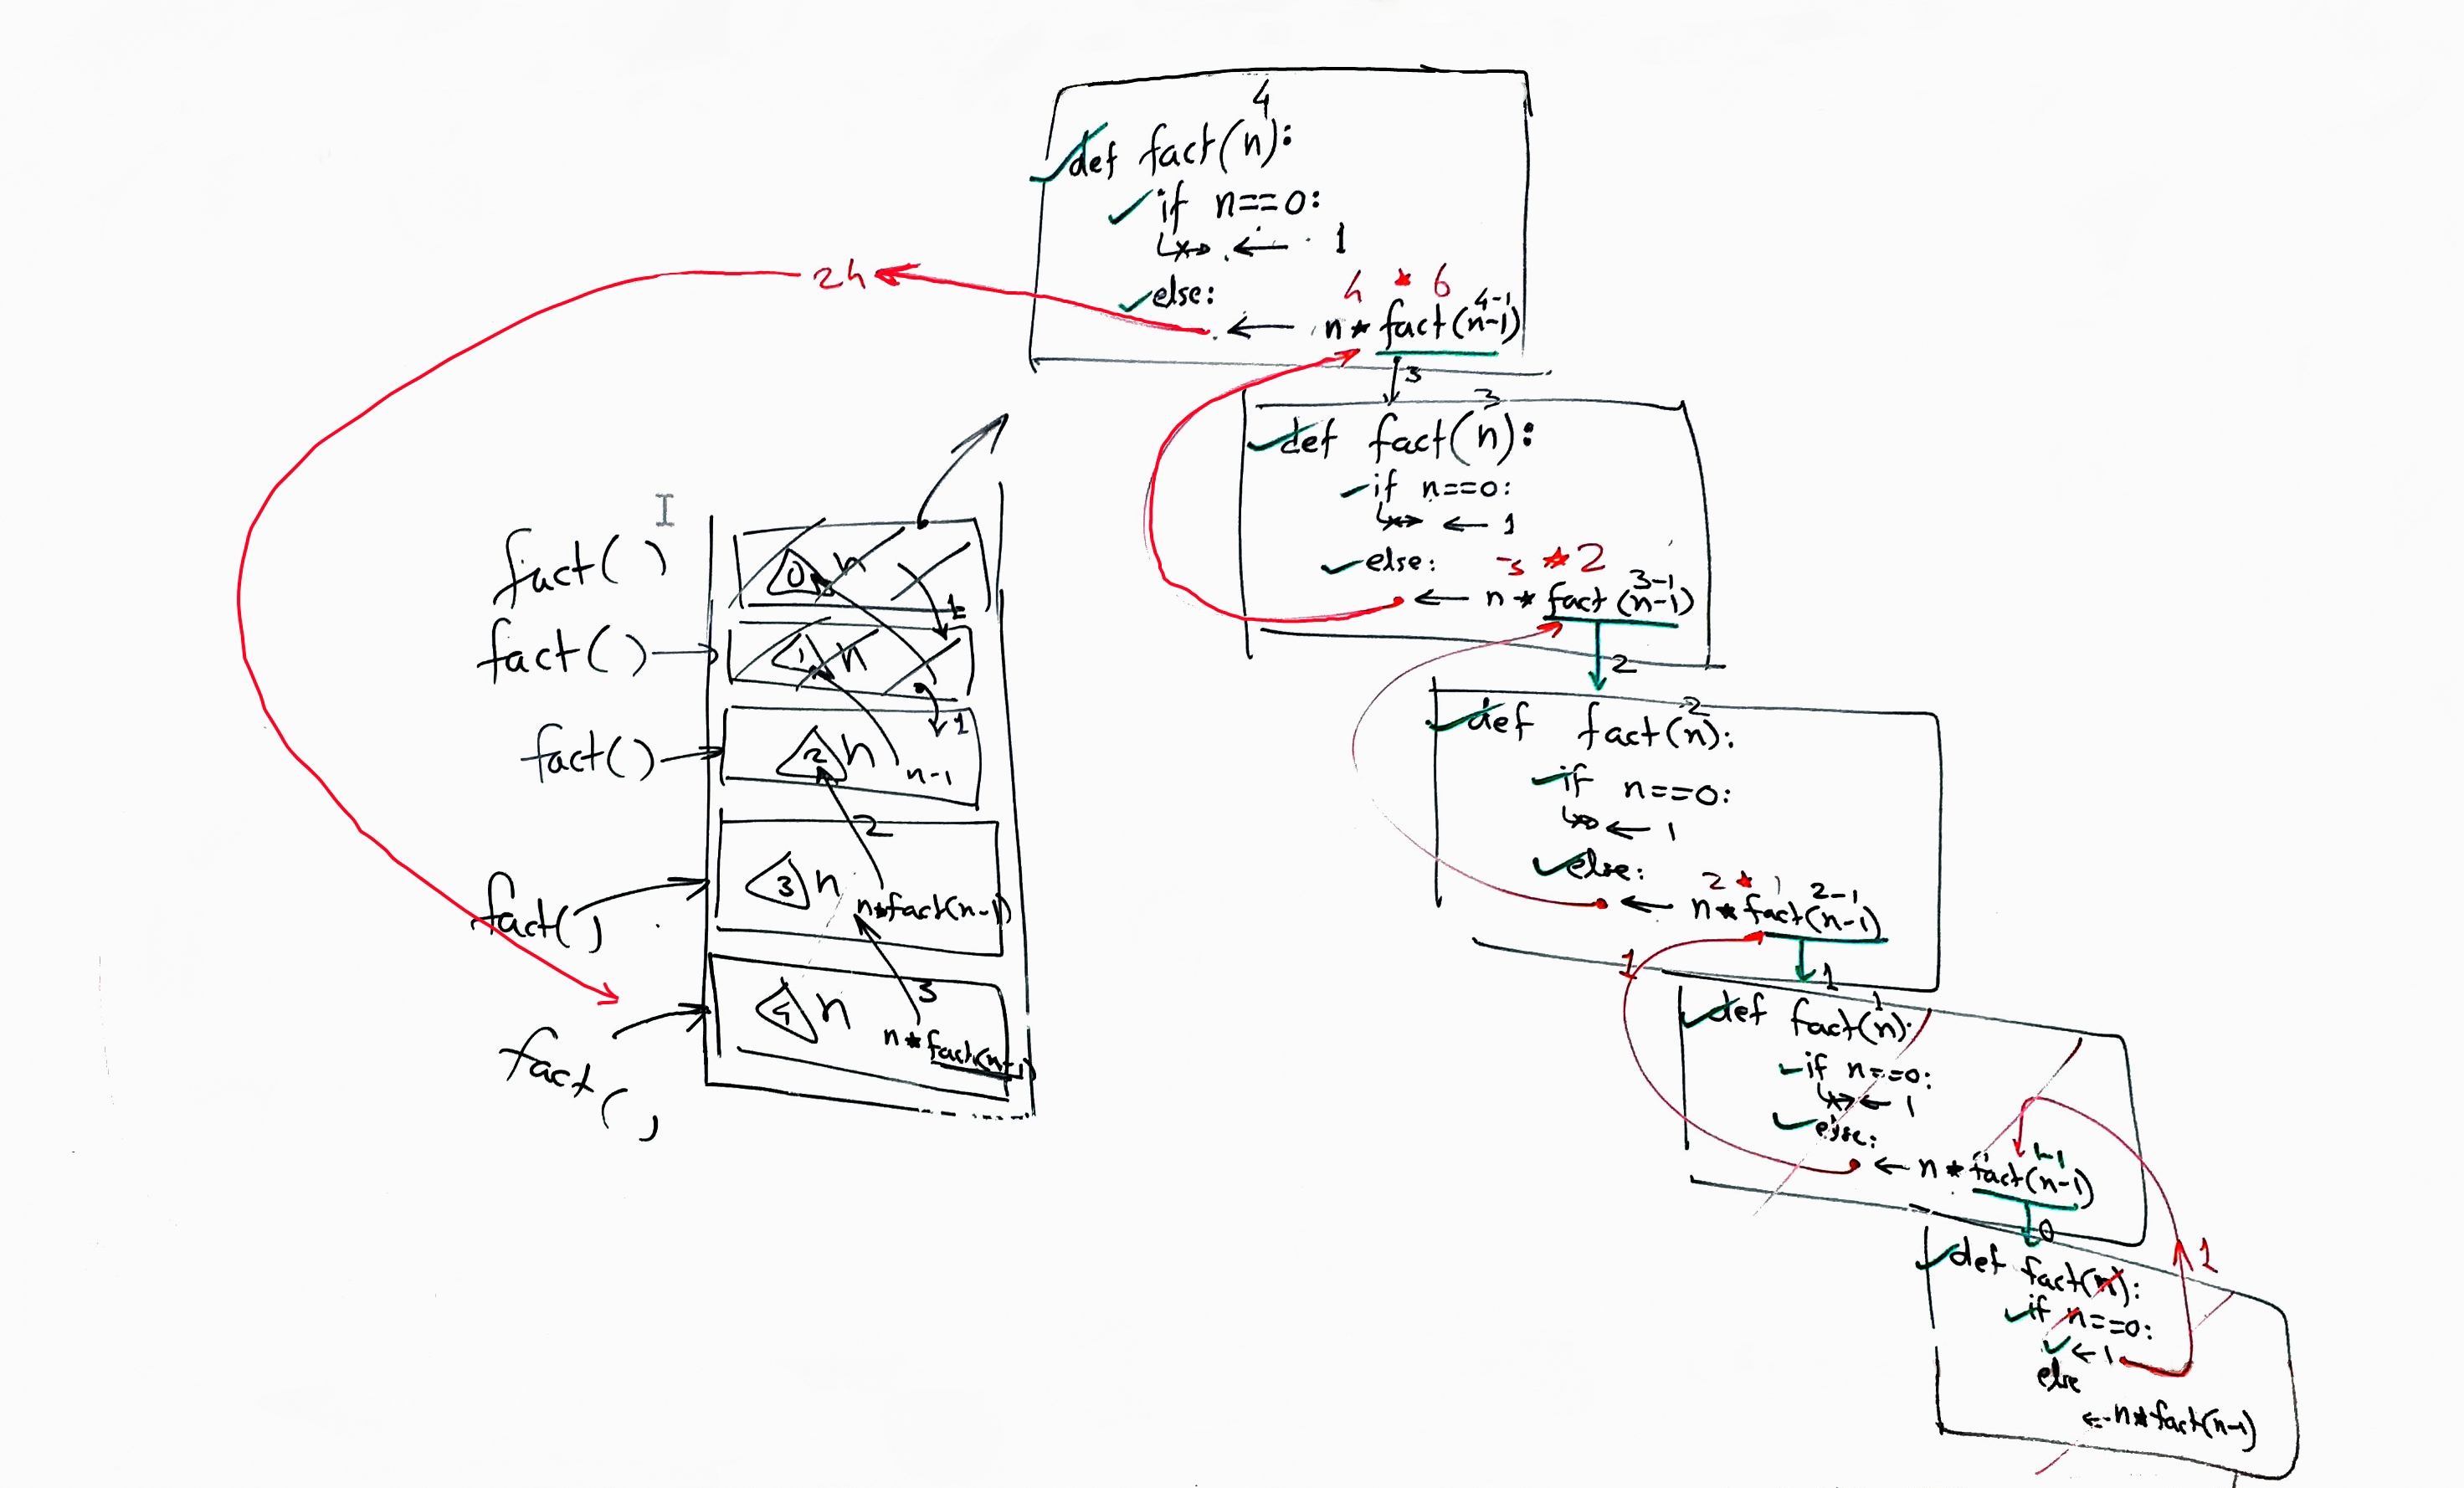 4
def fact(n):
if n==0:
← 1
else:
4 * 6
4-1
← n * fact(n-1)
24
3
3
def fact(n):
if n==0:
← 1
else:
3 * 2
3-1
← n * fact(n-1)
2
2
def fact(n):
if n==0:
← 1
else:
2 * 1
2-1
← n * fact(n-1)
1
1
1
def fact(n):
if n==0:
← 1
else:
1-1
← n * fact(n-1)
0
1
def fact(n):
if n==0:
← 1
else
← n * fact(n-1)
fact( )
0 n
1
fact( )
1 n
1
fact( )
2 n
n-1
2
fact( )
3 n
n*fact(n-1)
3
fact( )
4 n
n*fact(n-1)